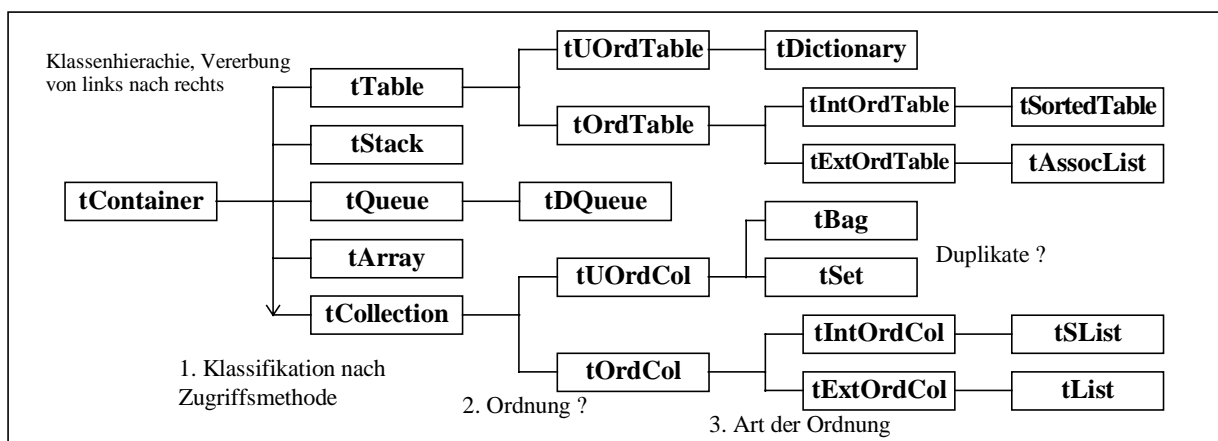 Klassenhierachie, Vererbung
von links nach rechts
tUOrdTable
tDictionary
tTable
tIntOrdTable
tSortedTable
tOrdTable
tStack
tExtOrdTable
tAssocList
tContainer
tQueue
tDQueue
tBag
tArray
Duplikate ?
tUOrdCol
tSet
tCollection
tIntOrdCol
tSList
1. Klassifikation nach
Zugriffsmethode
tOrdCol
tExtOrdCol
tList
2. Ordnung ?
3. Art der Ordnung